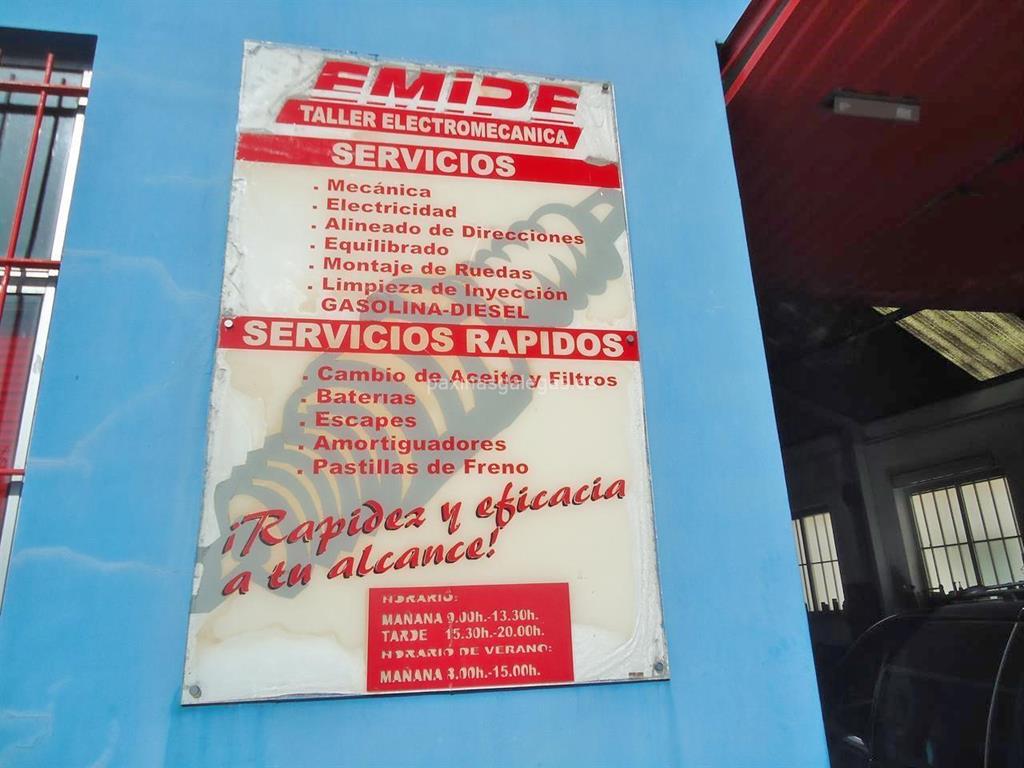 EMIDE
TALLER ELECTROMECANICA
SERVICIOS
. Mecánica
. Electricidad
. Alineado de Direcciones
. Equilibrado
. Montaje de Ruedas
. Limpieza de Inyección
GASOLINA-DIESEL
SERVICIOS RAPIDOS
. Cambio de Aceite y Filtros
. Baterias
. Escapes
. Amortiguadores
. Pastillas de Freno
¡Rapidez y eficacia
a tu alcance!
HORARIO:
MAÑANA 9.00h.-13.30h.
TARDE 15.30h.-20.00h.
HORARIO DE VERANO:
MAÑANA 8.00h.-15.00h.